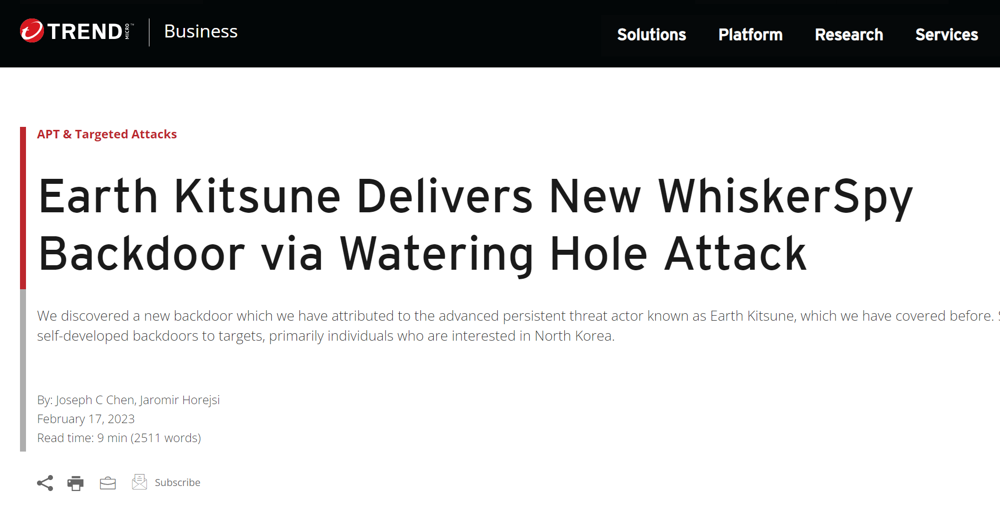 TREND MICRO™ Business
Solutions Platform Research Services
APT & Targeted Attacks
Earth Kitsune Delivers New WhiskerSpy
Backdoor via Watering Hole Attack
We discovered a new backdoor which we have attributed to the advanced persistent threat actor known as Earth Kitsune, which we have covered before.
self-developed backdoors to targets, primarily individuals who are interested in North Korea.
By: Joseph C Chen, Jaromir Horejsi
February 17, 2023
Read time: 9 min (2511 words)
Subscribe